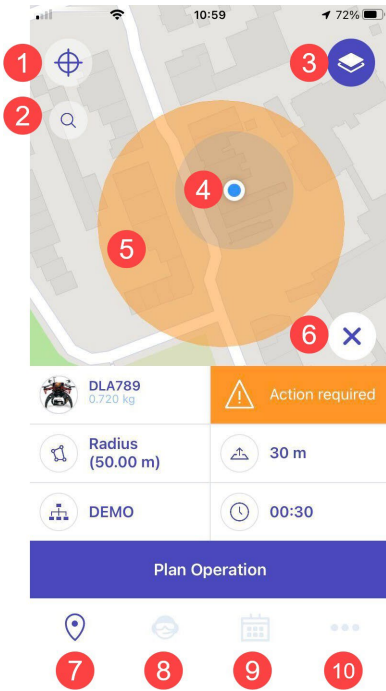 10:59
72%
1
3
2
4
5
6
DLA789
0.720 kg
Action required
Radius
(50.00 m)
30 m
DEMO
00:30
Plan Operation
7 8 9 10